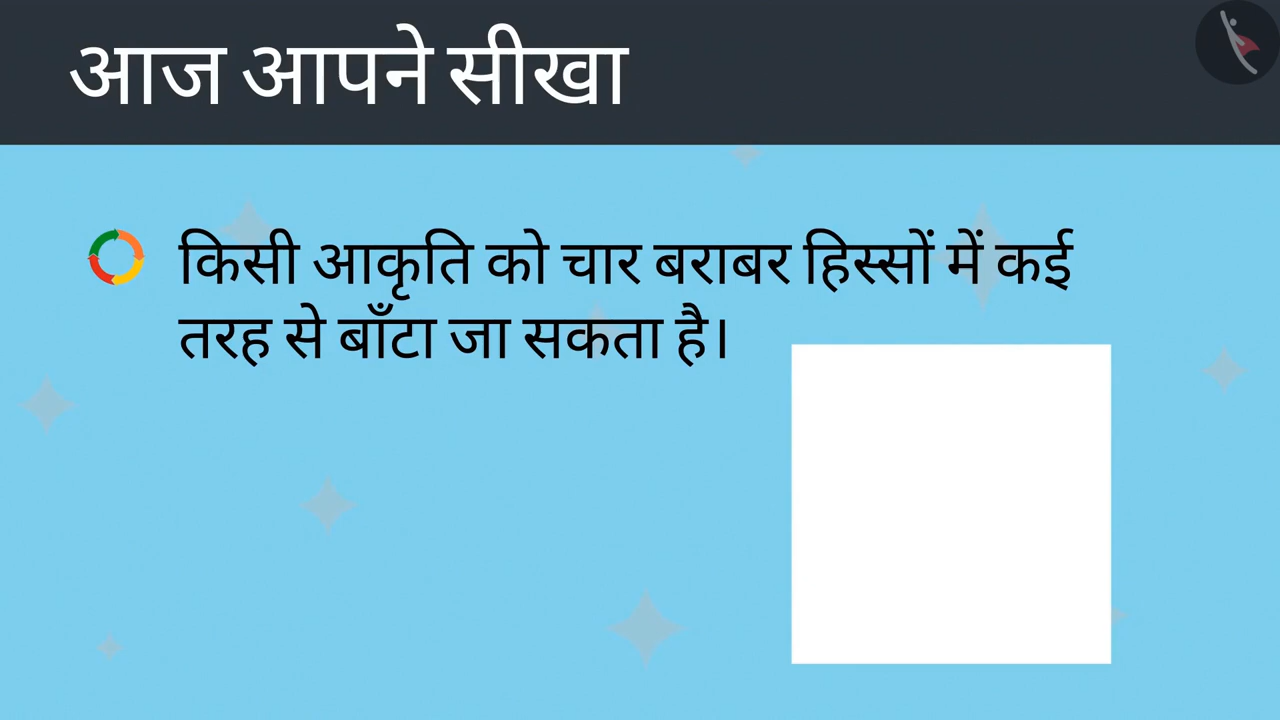 आज आपने सीखा
किसी आकृति को चार बराबर हिस्सों में कई
तरह से बाँटा जा सकता है।